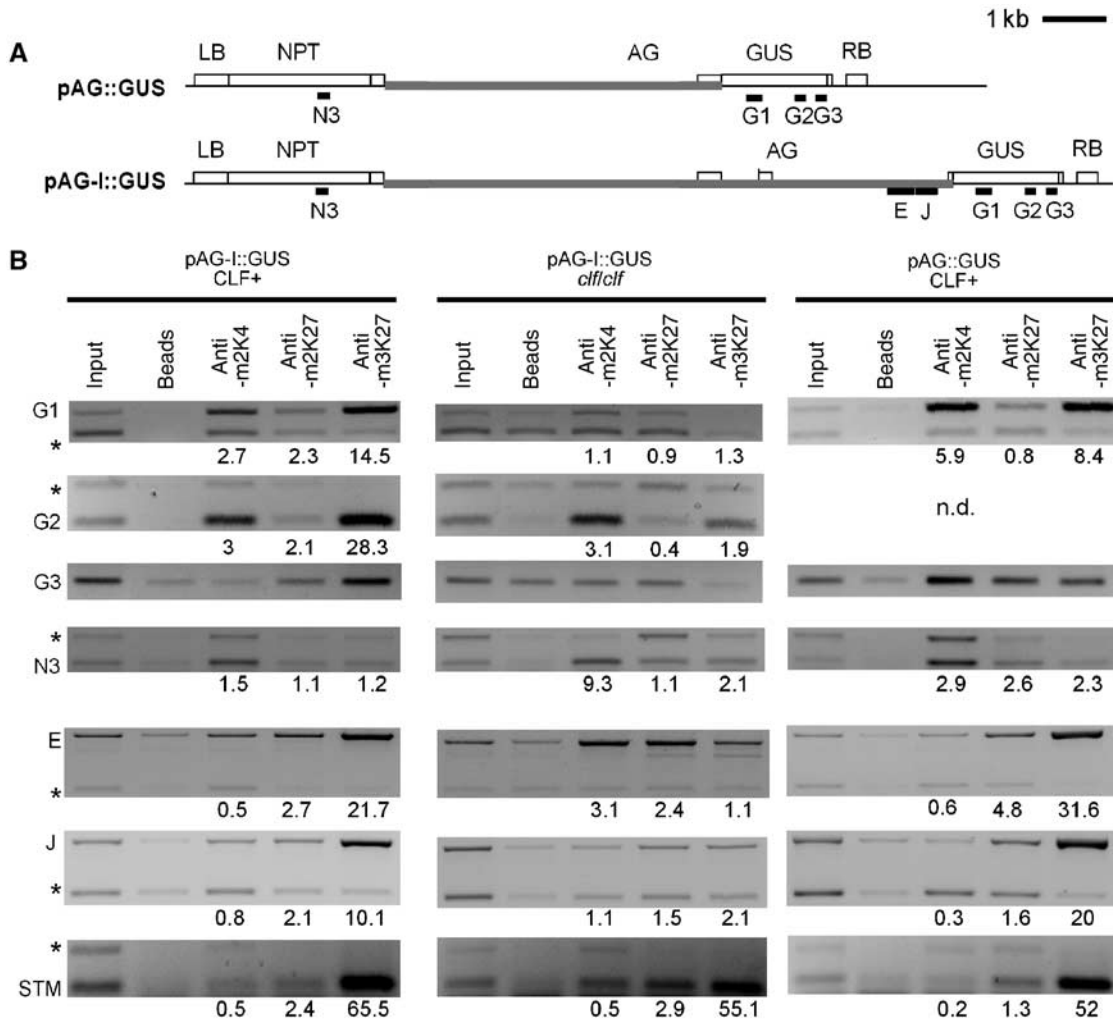 1 kb
A
LB NPT AG GUS RB
pAG::GUS
N3 G1 G2 G3
LB NPT AG GUS RB
pAG-I::GUS
N3 E J G1 G2 G3
B
pAG-I::GUS CLF+
pAG-I::GUS clf/clf
pAG::GUS CLF+
Input Beads Anti -m2K4 Anti -m2K27 Anti -m3K27
Input Beads Anti -m2K4 Anti -m2K27 Anti -m3K27
Input Beads Anti -m2K4 Anti -m2K27 Anti -m3K27
G1
*
2.7 2.3 14.5 1.1 0.9 1.3 5.9 0.8 8.4
*
n.d.
G2
3 2.1 28.3 3.1 0.4 1.9
G3
*
N3
1.5 1.1 1.2 9.3 1.1 2.1 2.9 2.6 2.3
E
*
0.5 2.7 21.7 3.1 2.4 1.1 0.6 4.8 31.6
J
*
0.8 2.1 10.1 1.1 1.5 2.1 0.3 1.6 20
*
STM
0.5 2.4 65.5 0.5 2.9 55.1 0.2 1.3 52